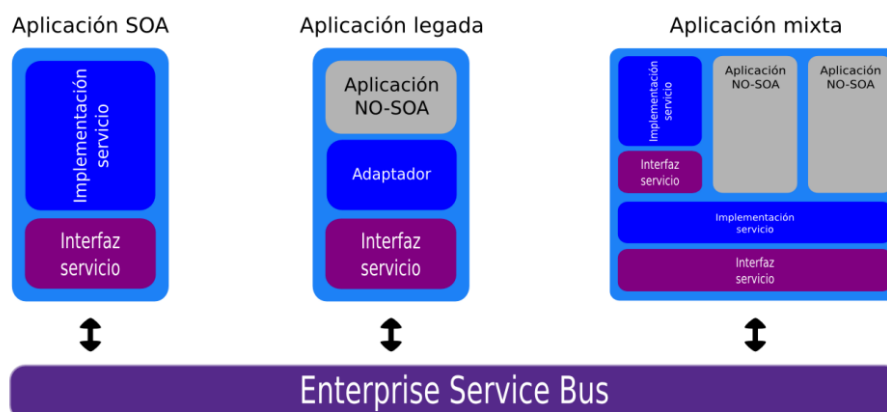 Aplicación SOA
Implementación
servicio
Interfaz
servicio
Aplicación legada
Aplicación
NO-SOA
Adaptador
Interfaz
servicio
Aplicación mixta
Implementación
servicio
Interfaz
servicio
Aplicación
NO-SOA
Aplicación
NO-SOA
Implementación
servicio
Interfaz
servicio
Enterprise Service Bus